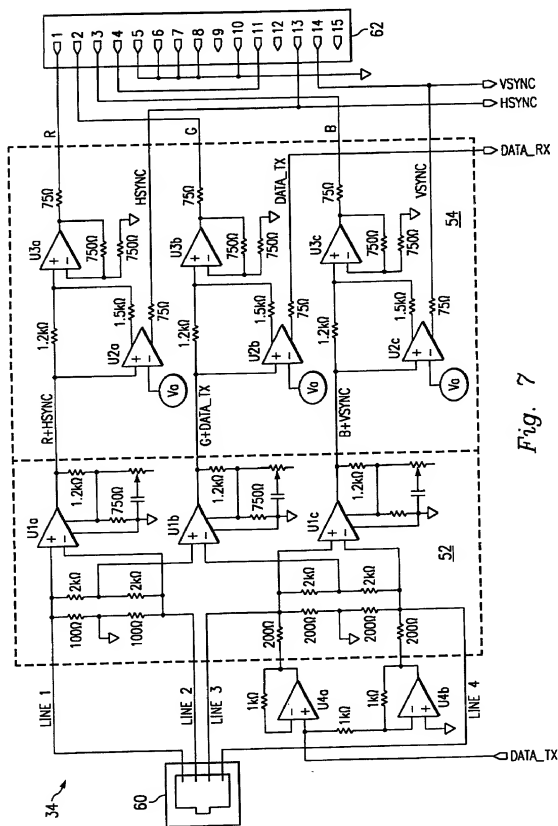 34
60
LINE 1
LINE 2
LINE 3
LINE 4
DATA_TX
100Ω
100Ω
2kΩ
2kΩ
200Ω
200Ω
200Ω
200Ω
2kΩ
2kΩ
1kΩ
U4a
1kΩ
1kΩ
U4b
52
U1a
1.2kΩ
750Ω
U1b
1.2kΩ
750Ω
U1c
1.2kΩ
R+HSYNC
G+DATA_TX
B+VSYNC
1.2kΩ
U3a
75Ω
R
1.5kΩ
750Ω
750Ω
U2a
Va
75Ω
HSYNC
1.2kΩ
U3b
75Ω
G
1.5kΩ
750Ω
750Ω
U2b
Va
75Ω
DATA_TX
1.2kΩ
U3c
75Ω
B
1.5kΩ
750Ω
750Ω
U2c
Va
75Ω
VSYNC
54
1
2
3
4
5
6
7
8
9
10
11
12
13
14
15
62
VSYNC
HSYNC
DATA_RX
Fig. 7